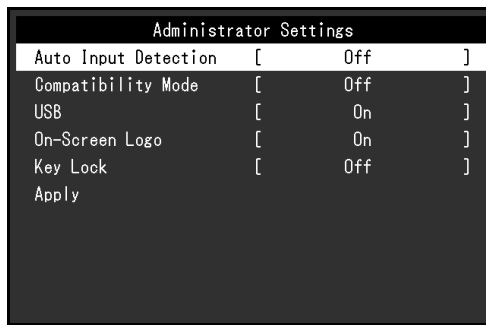 Administrator Settings
Auto Input Detection [ Off ]
Compatibility Mode [ Off ]
USB [ On ]
On-Screen Logo [ On ]
Key Lock [ Off ]
Apply